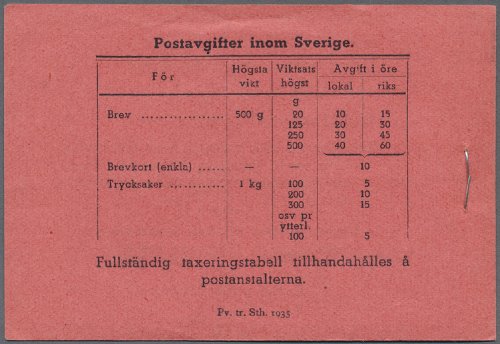 Postavgifter inom Sverige.
För Högsta vikt Viktsats högst Avgift i öre
lokal riks
g
Brev .................... 500 g 20 10 15
125 20 30
250 30 45
500 40 60
Brevkort (enkla) ...... — — 10
Trycksaker ............. 1 kg 100 5
200 10
300 15
osv pr
ytterl.
100 5
Fullständig taxeringstabell tillhandahålles å
postanstalterna.
Pv. tr. Sth. 1935